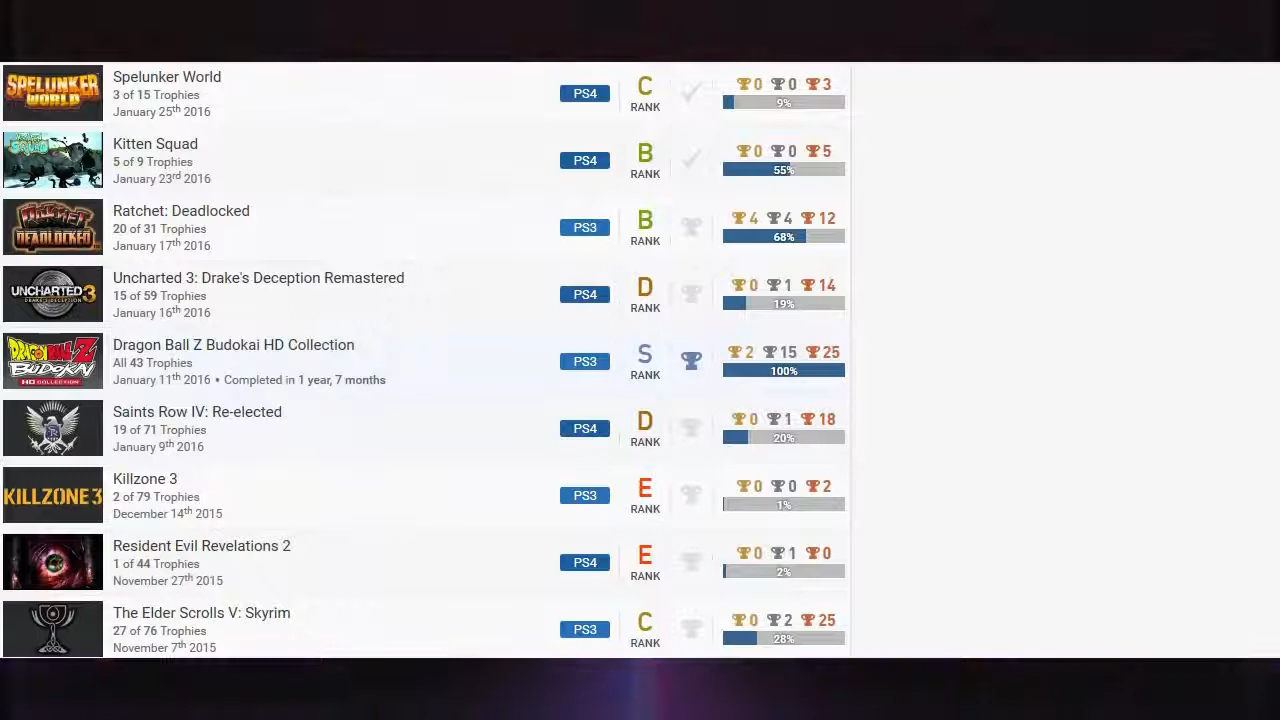 SPELUNKER
WORLD
Spelunker World
3 of 15 Trophies
January 25th 2016
PS4
C
RANK
0 0 3
9%
Kitten Squad
5 of 9 Trophies
January 23rd 2016
PS4
B
RANK
0 0 5
55%
RATCHET
DEADLOCKED
Ratchet: Deadlocked
20 of 31 Trophies
January 17th 2016
PS3
B
RANK
4 4 12
68%
UNCHARTED 3
DRAKE'S DECEPTION
Uncharted 3: Drake's Deception Remastered
15 of 59 Trophies
January 16th 2016
PS4
D
RANK
0 1 14
19%
DRAGON BALL Z
BUDOKAI
HD COLLECTION
Dragon Ball Z Budokai HD Collection
All 43 Trophies
January 11th 2016 • Completed in 1 year, 7 months
PS3
S
RANK
2 15 25
100%
Saints Row IV: Re-elected
19 of 71 Trophies
January 9th 2016
PS4
D
RANK
0 1 18
20%
KILLZONE 3
Killzone 3
2 of 79 Trophies
December 14th 2015
PS3
E
RANK
0 0 2
1%
Resident Evil Revelations 2
1 of 44 Trophies
November 27th 2015
PS4
E
RANK
0 1 0
2%
The Elder Scrolls V: Skyrim
27 of 76 Trophies
November 7th 2015
PS3
C
RANK
0 2 25
28%